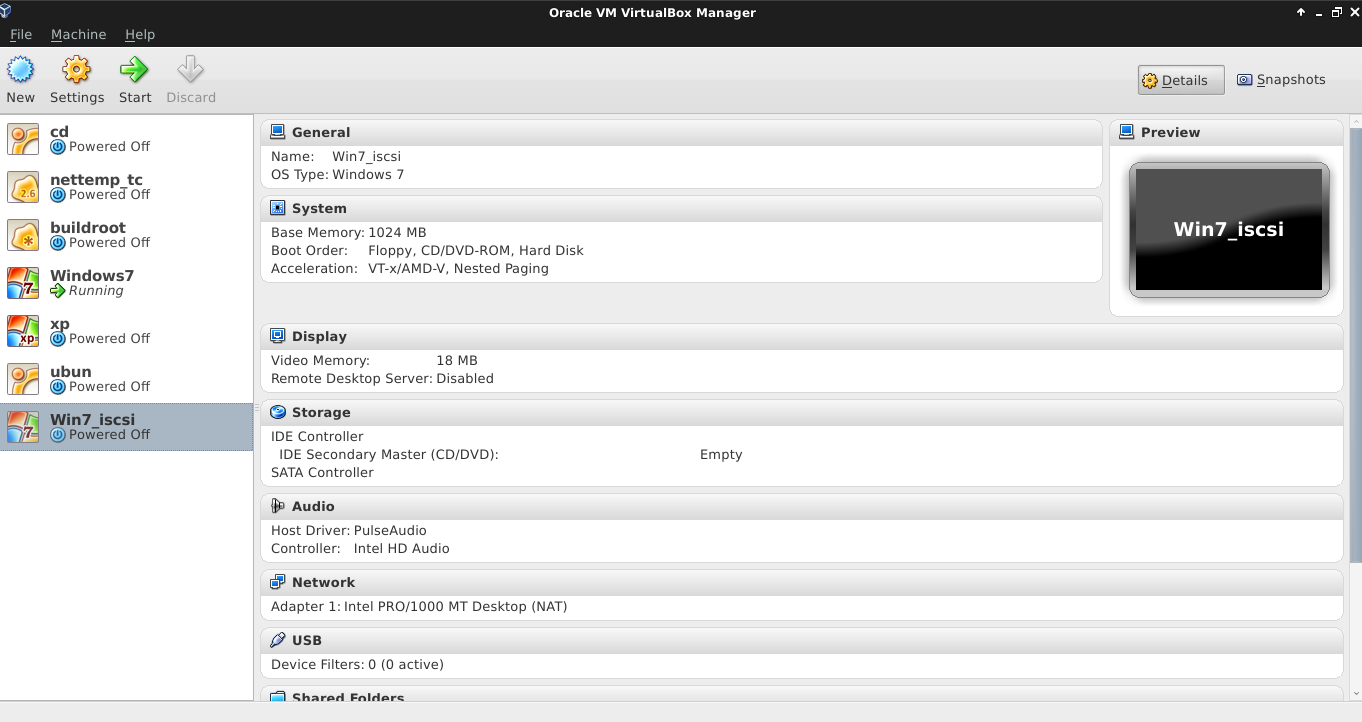 Oracle VM VirtualBox Manager
File Machine Help
New Settings Start Discard
Details Snapshots
cd
Powered Off
2.6
nettemp_tc
Powered Off
buildroot
Powered Off
7
Windows7
Running
xp
xp
Powered Off
ubun
Powered Off
7
Win7_iscsi
Powered Off
General
Name: Win7_iscsi
OS Type: Windows 7
System
Base Memory: 1024 MB
Boot Order: Floppy, CD/DVD-ROM, Hard Disk
Acceleration: VT-x/AMD-V, Nested Paging
Preview
Win7_iscsi
Display
Video Memory: 18 MB
Remote Desktop Server: Disabled
Storage
IDE Controller
IDE Secondary Master (CD/DVD): Empty
SATA Controller
Audio
Host Driver: PulseAudio
Controller: Intel HD Audio
Network
Adapter 1: Intel PRO/1000 MT Desktop (NAT)
USB
Device Filters: 0 (0 active)
Shared Folders